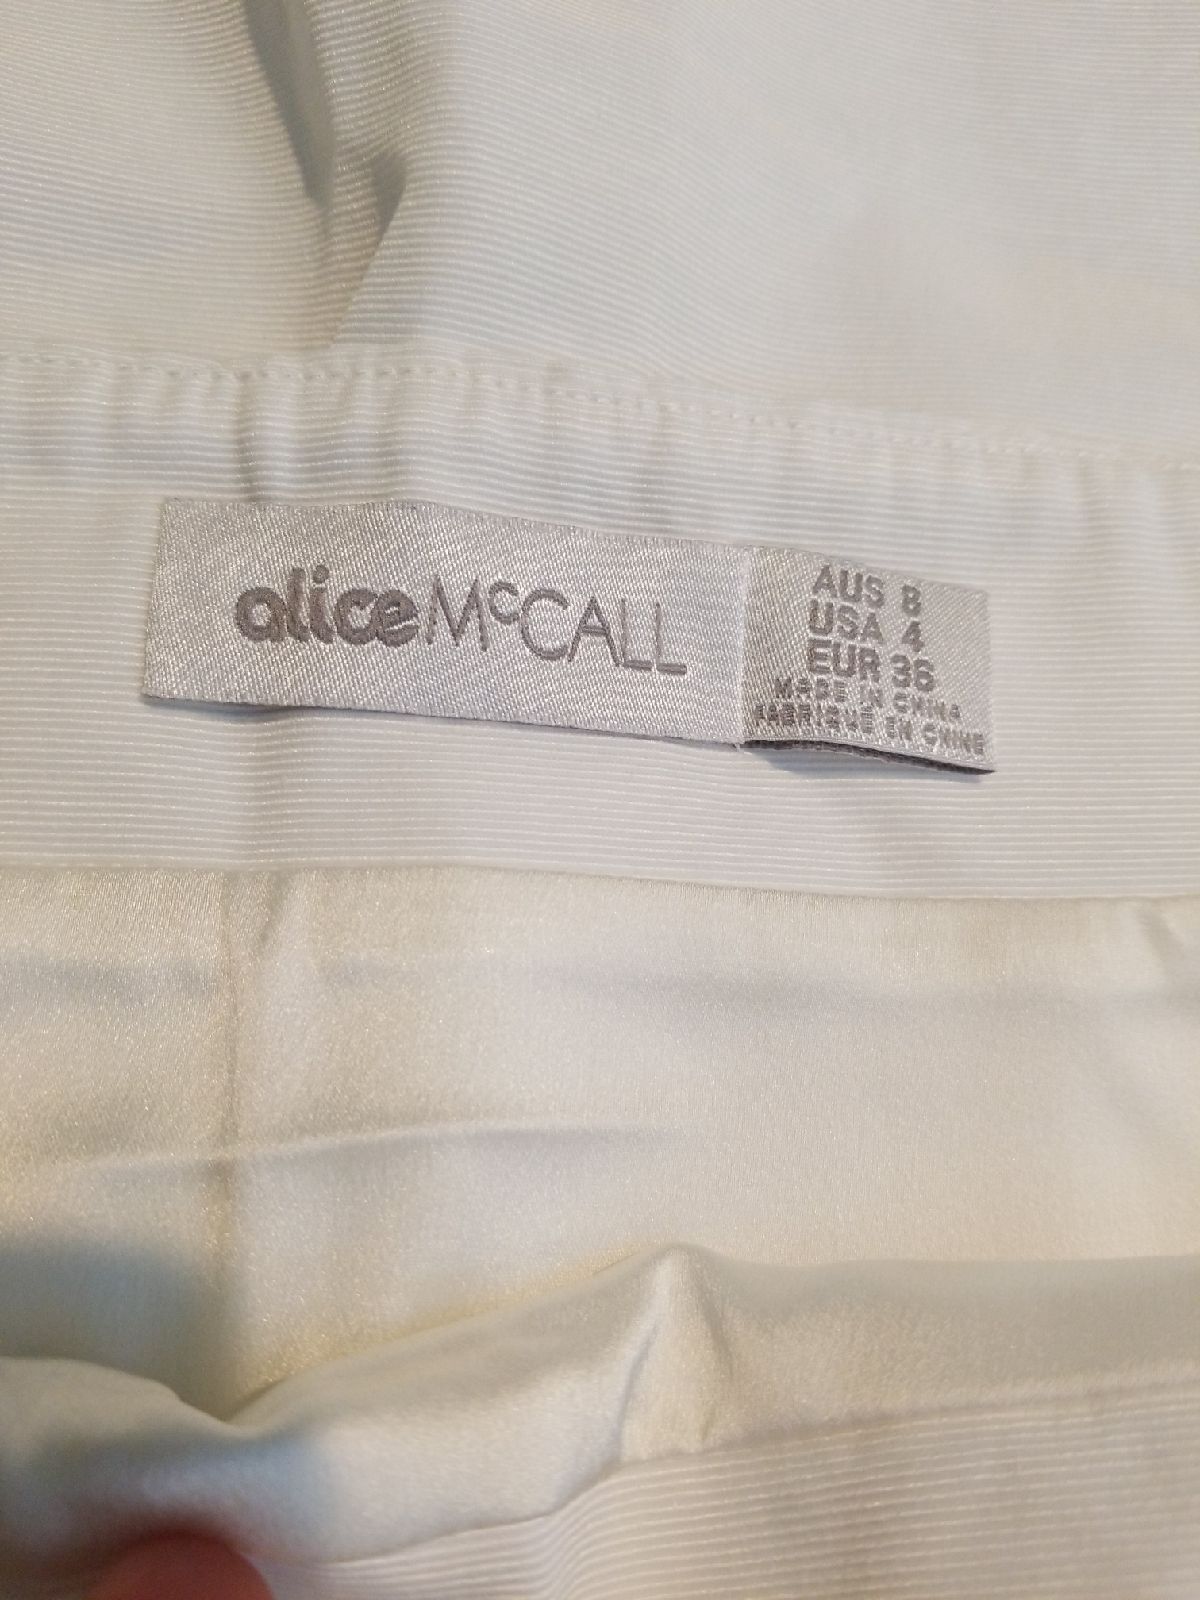 alice McCALL
AUS 8
USA 4
EUR 36
MADE IN CHINA
FABRIQUÉ EN CHINE